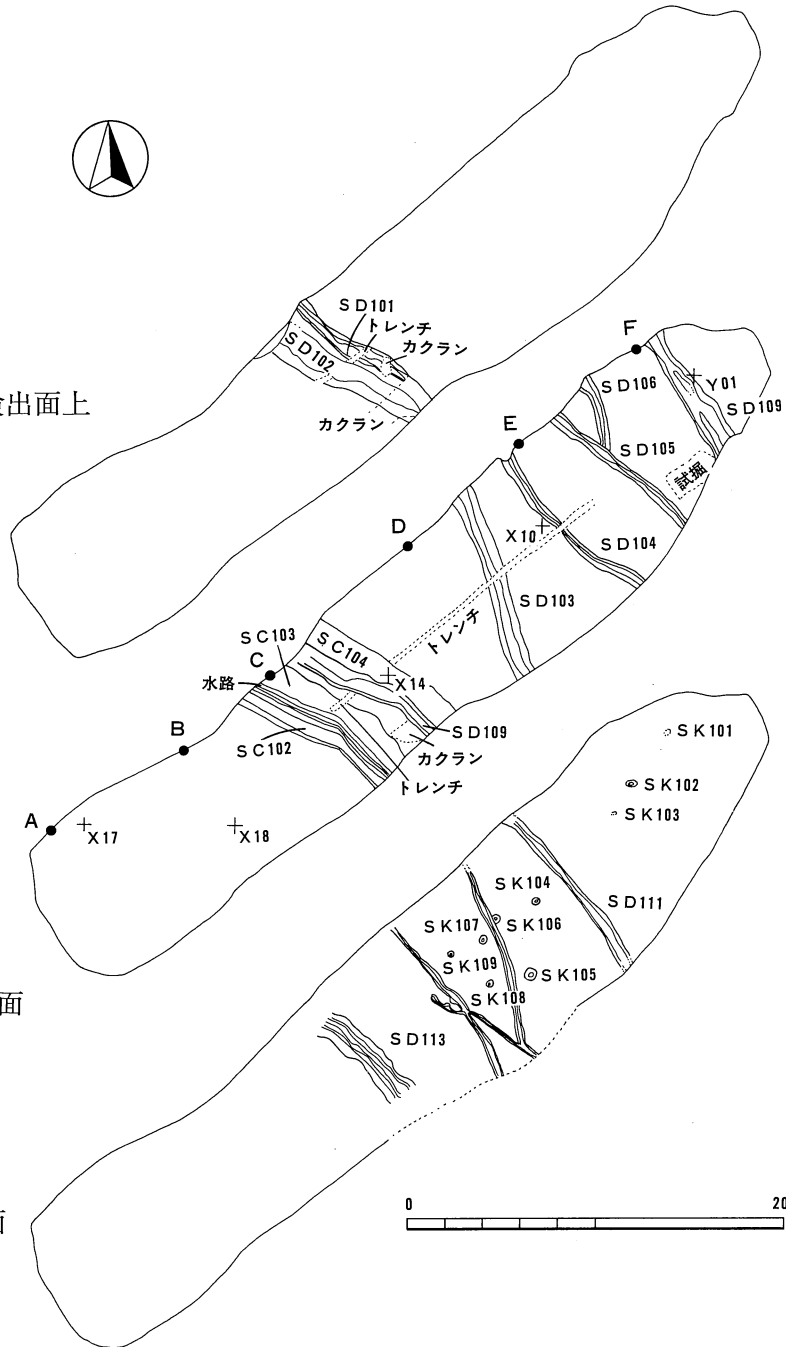 SD101
トレンチ
カクラン
SD102
カクラン
出面上
F
SD106
Y01
SD109
E
SD105
試掘
D
X10
SD104
SD103
トレンチ
SC103
SC104
C
X14
水路
SD109
SC102
カクラン
トレンチ
B
A
X17
X18
SK101
SK102
SK103
SK104
SD111
SK107
SK106
SK109
SK105
SK108
面
SD113
0
20